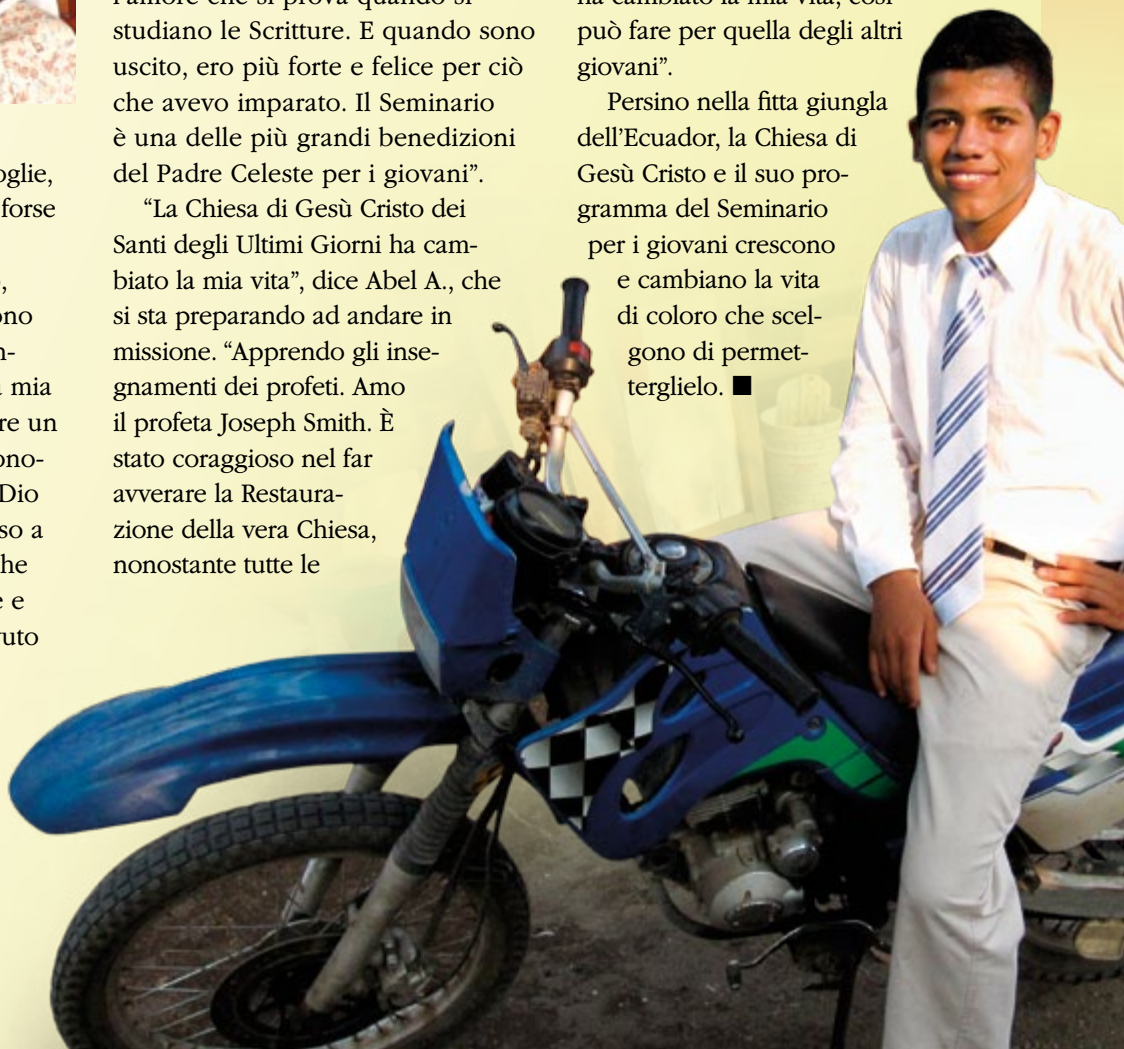 oglie,
forse
ono
n-
mia
re un
ono-
Dio
so a
he
e e
uto
l'amore che si prova quando si
studiano le Scritture. E quando sono
uscito, ero più forte e felice per ciò
che avevo imparato. Il Seminario
è una delle più grandi benedizioni
del Padre Celeste per i giovani”.
“La Chiesa di Gesù Cristo dei
Santi degli Ultimi Giorni ha cam-
biato la mia vita”, dice Abel A., che
si sta preparando ad andare in
missione. “Apprendo gli inse-
gnamenti dei profeti. Amo
il profeta Joseph Smith. È
stato coraggioso nel far
avverare la Restaura-
zione della vera Chiesa,
nonostante tutte le
ha cambiato la mia vita, così
può fare per quella degli altri
giovani”.
Persino nella fitta giungla
dell’Ecuador, la Chiesa di
Gesù Cristo e il suo pro-
gramma del Seminario
per i giovani crescono
e cambiano la vita
di coloro che scel-
gono di permet-
terglielo. ■